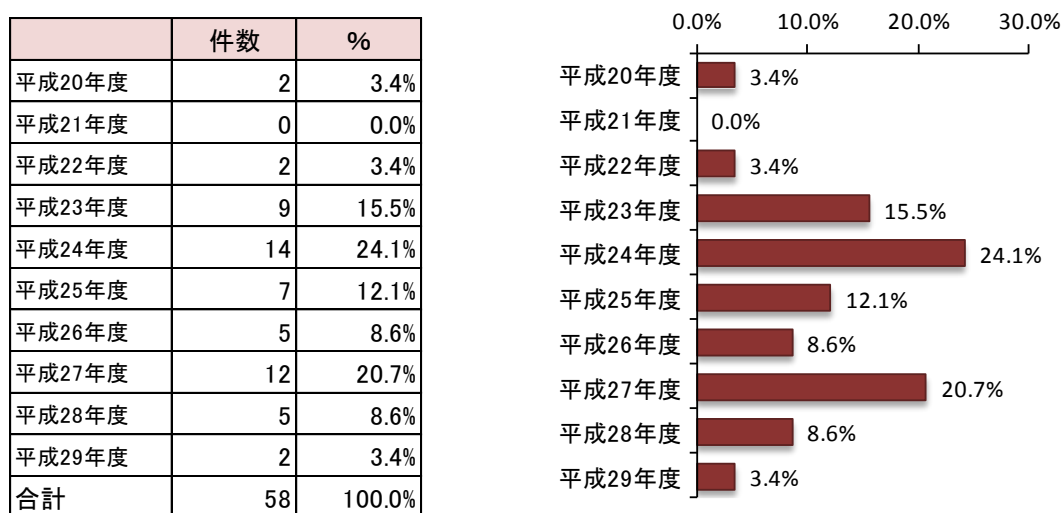 件数 %
平成20年度 2 3.4%
平成21年度 0 0.0%
平成22年度 2 3.4%
平成23年度 9 15.5%
平成24年度 14 24.1%
平成25年度 7 12.1%
平成26年度 5 8.6%
平成27年度 12 20.7%
平成28年度 5 8.6%
平成29年度 2 3.4%
合計 58 100.0%
0.0% 10.0% 20.0% 30.0%
平成20年度 3.4%
平成21年度 0.0%
平成22年度 3.4%
平成23年度 15.5%
平成24年度 24.1%
平成25年度 12.1%
平成26年度 8.6%
平成27年度 20.7%
平成28年度 8.6%
平成29年度 3.4%